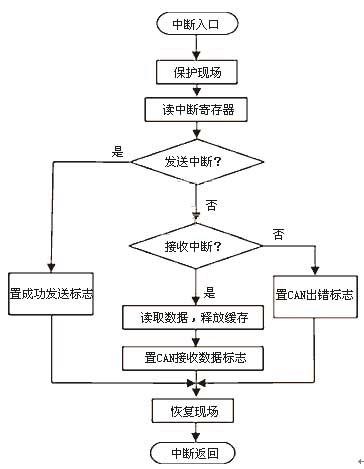 中断入口
保护现场
读中断寄存器
是
发送中断？
否
接收中断？
否
置成功发送标志
是
置CAN出错标志
读取数据，释放缓存
置CAN接收数据标志
恢复现场
中断返回